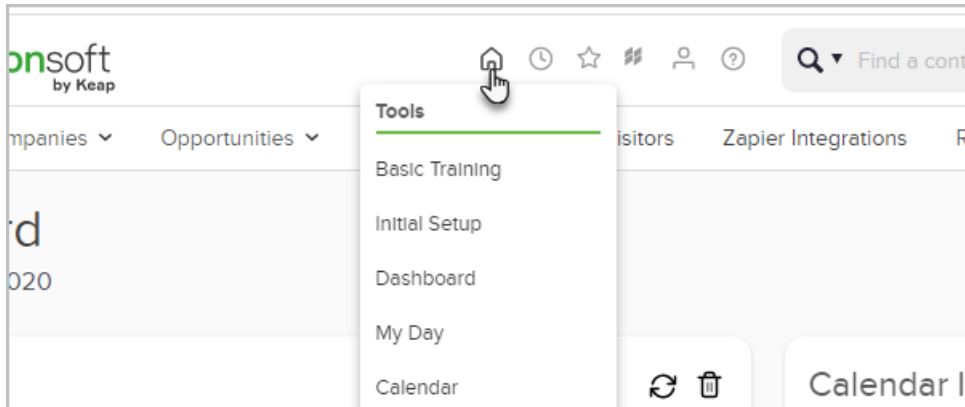 onsoft
by Keap
Find a cont
Tools
mpanies Opportunities isitors Zapier Integrations R
Basic Training
rd
Initial Setup
020
Dashboard
My Day
Calendar
Calendar I